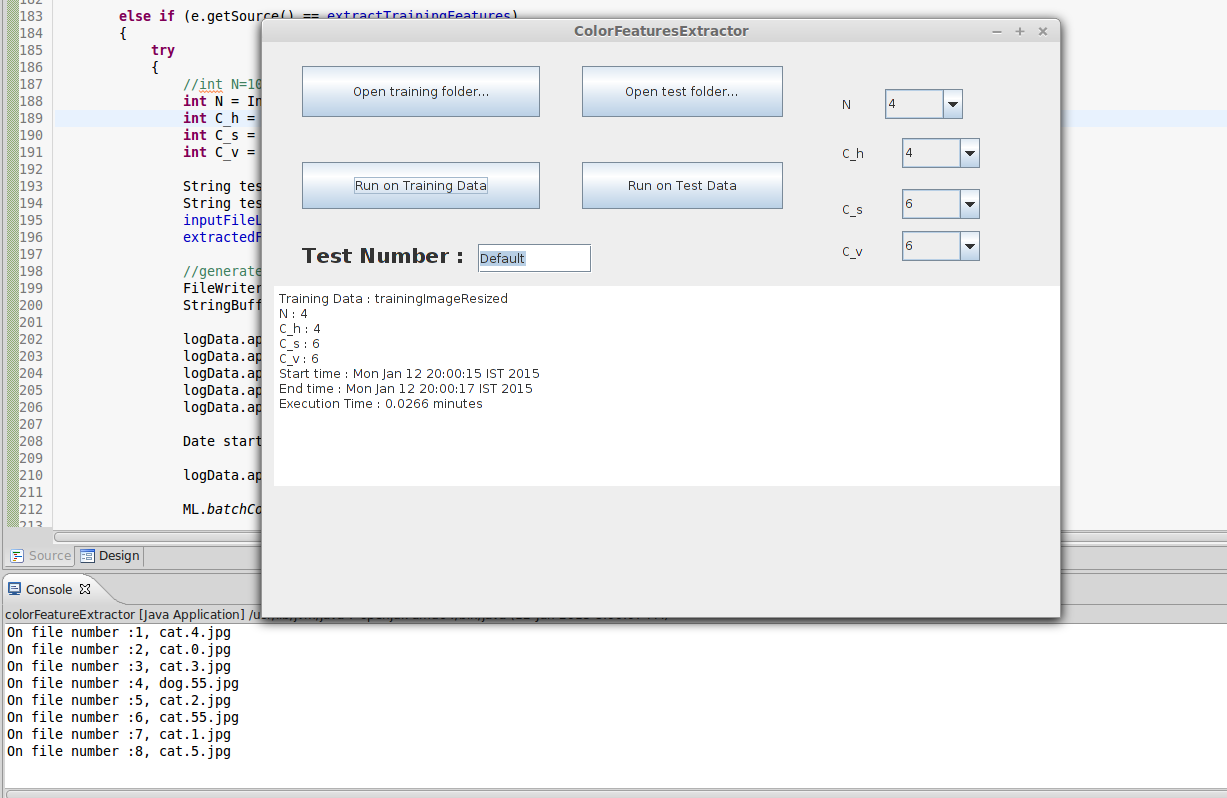 182
183 else if (e.getSource() == extractTrainingFeatures)
184 {
185 try
186 {
187 //int N=10
188 int N = In
189 int C_h =
190 int C_s =
191 int C_v =
192
193 String tes
194 String tes
195 inputFileL
196 extractedF
197
198 //generate
199 FileWriter
200 StringBuff
201
202 logData.ap
203 logData.ap
204 logData.ap
205 logData.ap
206 logData.ap
207
208 Date start
209
210 logData.ap
211
212 ML.batchCo
213
ColorFeaturesExtractor
Open training folder...
Open test folder...
N 4
C_h 4
Run on Training Data
Run on Test Data
C_s 6
C_v 6
Test Number : Default
Training Data : trainingImageResized
N : 4
C_h : 4
C_s : 6
C_v : 6
Start time : Mon Jan 12 20:00:15 IST 2015
End time : Mon Jan 12 20:00:17 IST 2015
Execution Time : 0.0266 minutes
Source Design
Console
colorFeatureExtractor [Java Application]
On file number :1, cat.4.jpg
On file number :2, cat.0.jpg
On file number :3, cat.3.jpg
On file number :4, dog.55.jpg
On file number :5, cat.2.jpg
On file number :6, cat.55.jpg
On file number :7, cat.1.jpg
On file number :8, cat.5.jpg